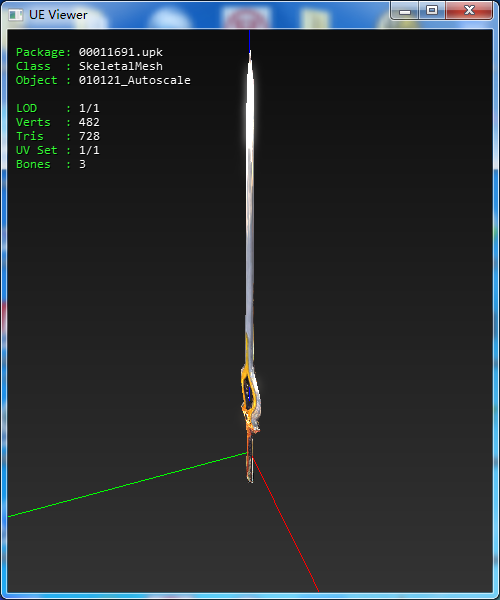 UE Viewer
Package: 00011691.upk
Class  : SkeletalMesh
Object : 010121_Autoscale
LOD    : 1/1
Verts  : 482
Tris   : 728
UV Set : 1/1
Bones  : 3